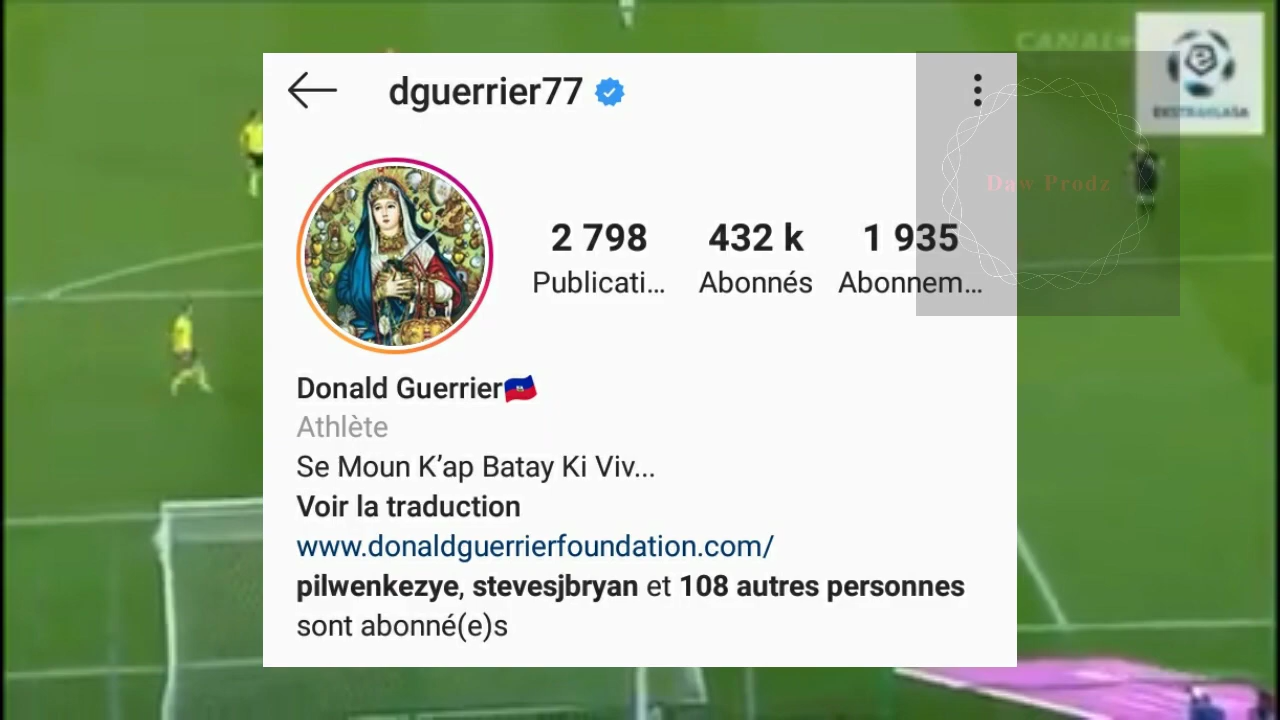 CANAL+
EKSTRAKLASA
dguerrier77
Daw Prodz
2 798
432 k
1 935
Publicati...
Abonnés
Abonnem...
Donald Guerrier🇭🇹
Athlète
Se Moun K'ap Batay Ki Viv...
Voir la traduction
www.donaldguerrierfoundation.com/
pilwenkezye, stevesjbryan et 108 autres personnes
sont abonné(e)s